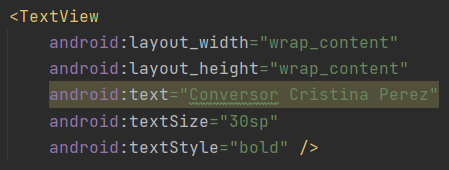 <TextView
android:layout_width="wrap_content"
android:layout_height="wrap_content"
android:text="Conversor Cristina Perez"
android:textSize="30sp"
android:textStyle="bold" />